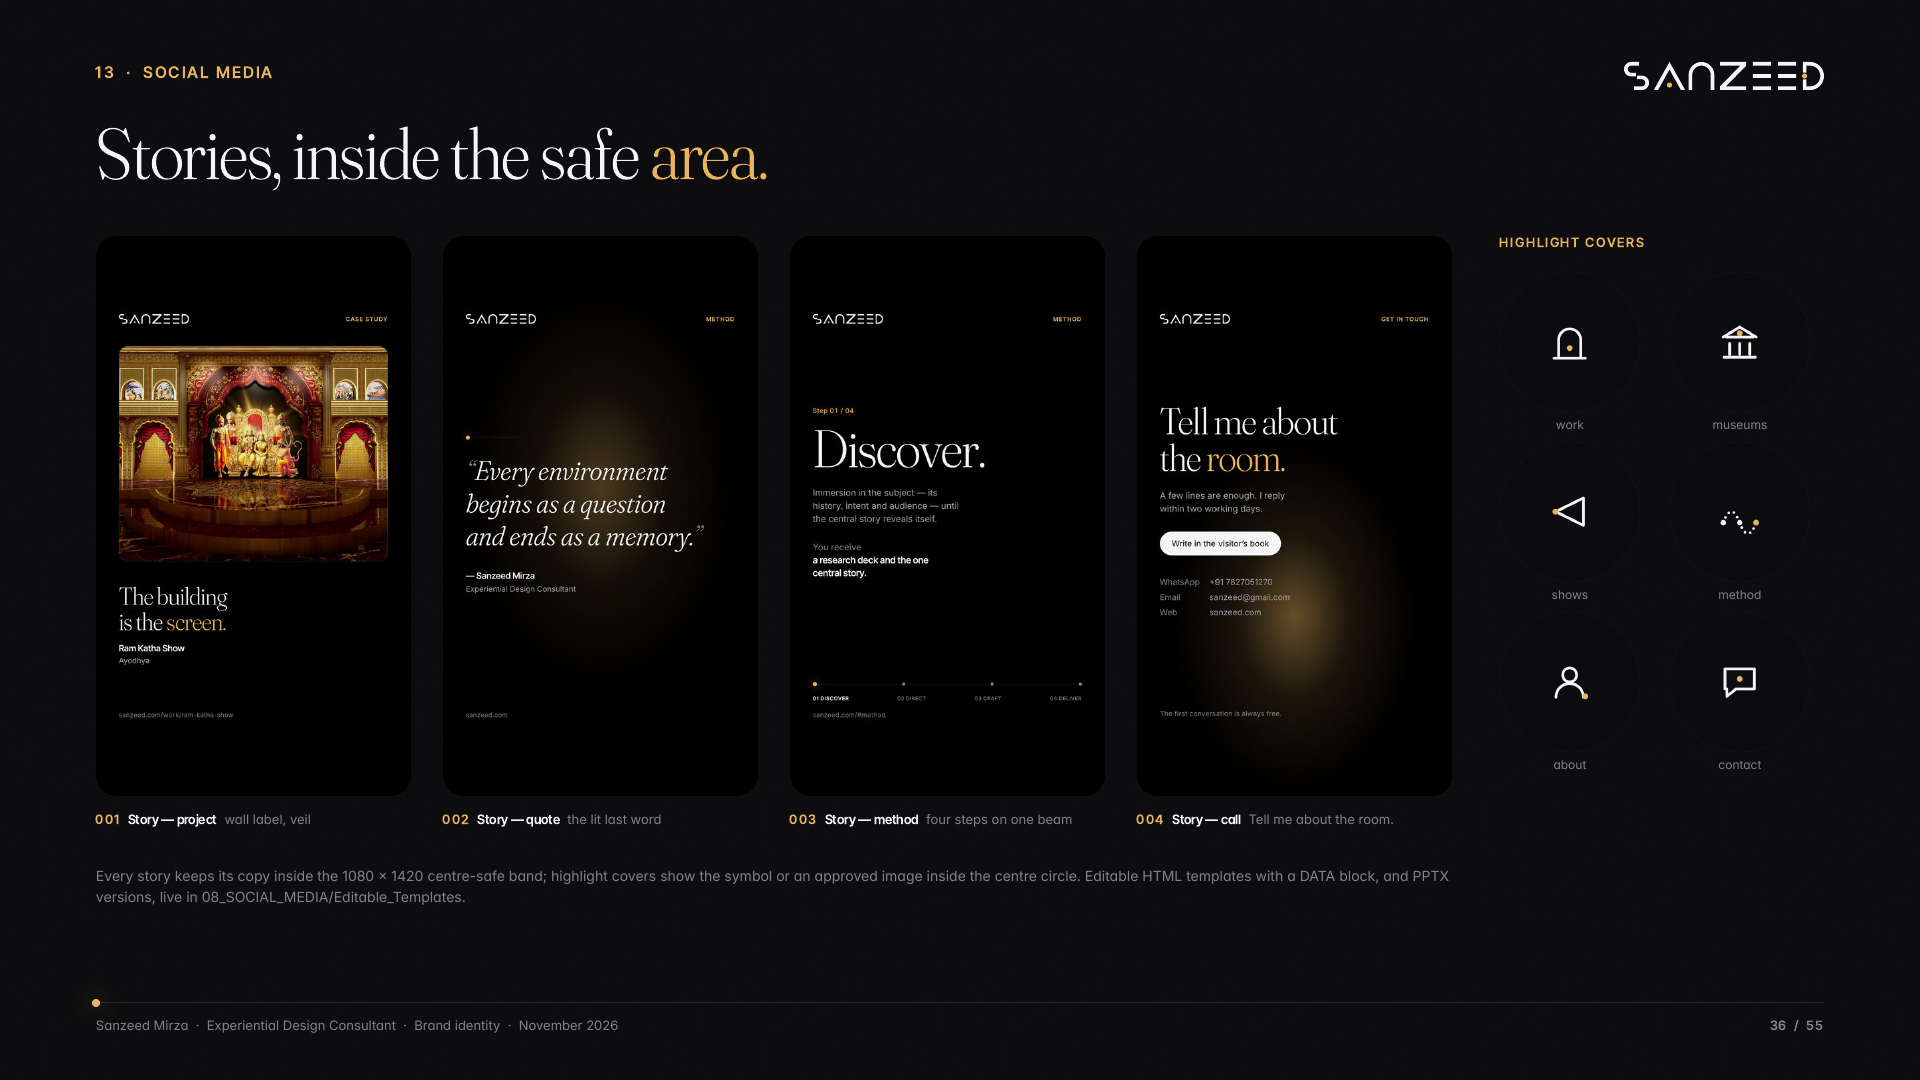 13 · SOCIAL MEDIA
SANZEED
Stories, inside the safe area.
SANZEED
CASE STUDY
The building
is the screen.
Ram Katha Show
Ayodhya
sanzeed.com/work/ram-katha-show
001 Story — project wall label, veil
SANZEED
METHOD
“Every environment
begins as a question
and ends as a memory.”
— Sanzeed Mirza
Experiential Design Consultant
sanzeed.com
002 Story — quote the lit last word
SANZEED
METHOD
Step 01 / 04
Discover.
Immersion in the subject — its
history, intent and audience — until
the central story reveals itself.
You receive
a research deck and the one
central story.
01 DISCOVER 02 DIRECT 03 CRAFT 04 DELIVER
sanzeed.com/#method
003 Story — method four steps on one beam
SANZEED
GET IN TOUCH
Tell me about
the room.
A few lines are enough. I reply
within two working days.
Write in the visitor's book
WhatsApp +91 7827051270
Email sanzeed@gmail.com
Web sanzeed.com
The first conversation is always free.
004 Story — call Tell me about the room.
HIGHLIGHT COVERS
work museums
shows method
about contact
Every story keeps its copy inside the 1080 × 1420 centre-safe band; highlight covers show the symbol or an approved image inside the centre circle. Editable HTML templates with a DATA block, and PPTX
versions, live in 08_SOCIAL_MEDIA/Editable_Templates.
Sanzeed Mirza · Experiential Design Consultant · Brand identity · November 2026
36 / 55